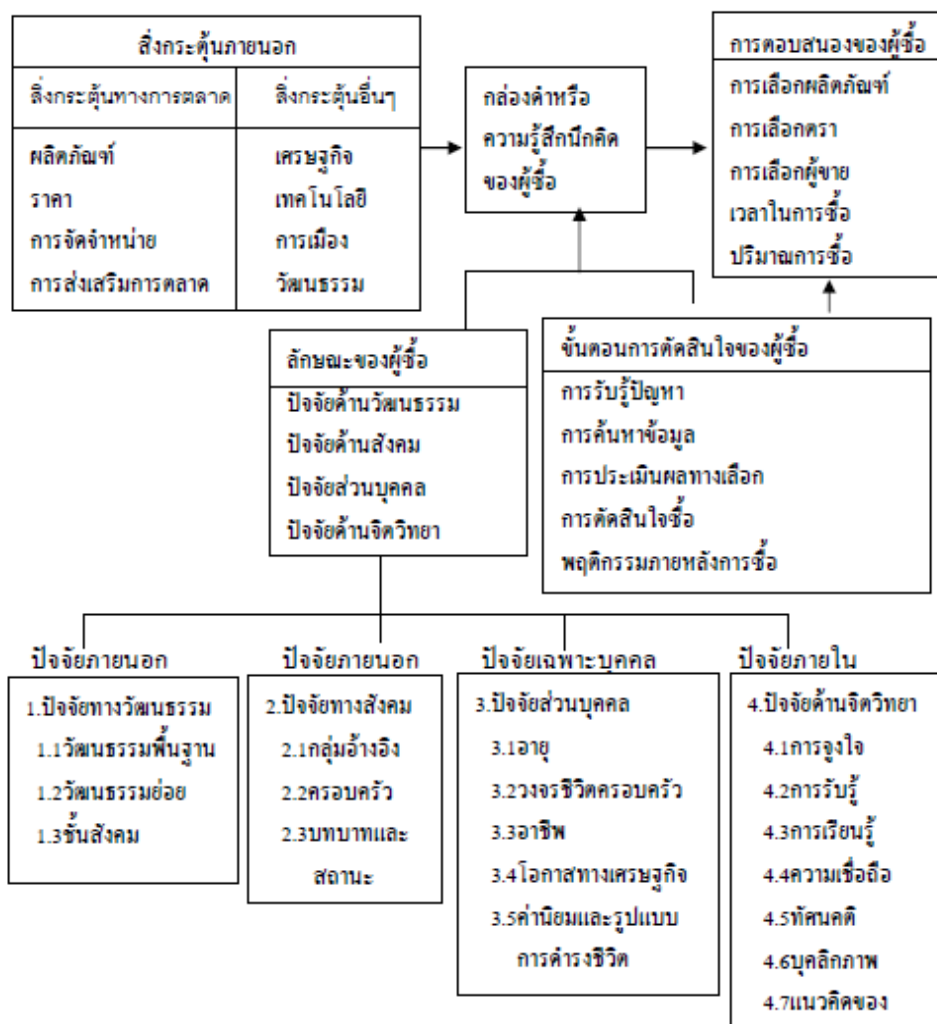 สิ่งกระตุ้นภายนอก
สิ่งกระตุ้นทางการตลาด
ผลิตภัณฑ์
ราคา
การจัดจำหน่าย
การส่งเสริมการตลาด
สิ่งกระตุ้นอื่นๆ
เศรษฐกิจ
เทคโนโลยี
การเมือง
วัฒนธรรม
กล่องดำหรือ
ความรู้สึกนึกคิด
ของผู้ซื้อ
การตอบสนองของผู้ซื้อ
การเลือกผลิตภัณฑ์
การเลือกตรา
การเลือกผู้ขาย
เวลาในการซื้อ
ปริมาณการซื้อ
ลักษณะของผู้ซื้อ
ปัจจัยด้านวัฒนธรรม
ปัจจัยด้านสังคม
ปัจจัยส่วนบุคคล
ปัจจัยด้านจิตวิทยา
ขั้นตอนการตัดสินใจของผู้ซื้อ
การรับรู้ปัญหา
การค้นหาข้อมูล
การประเมินผลทางเลือก
การตัดสินใจซื้อ
พฤติกรรมภายหลังการซื้อ
ปัจจัยภายนอก
1.ปัจจัยทางวัฒนธรรม
1.1วัฒนธรรมพื้นฐาน
1.2วัฒนธรรมย่อย
1.3ชั้นสังคม
ปัจจัยภายนอก
2.ปัจจัยทางสังคม
2.1กลุ่มอ้างอิง
2.2ครอบครัว
2.3บทบาทและ
สถานะ
ปัจจัยเฉพาะบุคคล
3.ปัจจัยส่วนบุคคล
3.1อายุ
3.2วงจรชีวิตครอบครัว
3.3อาชีพ
3.4โอกาสทางเศรษฐกิจ
3.5ค่านิยมและรูปแบบ
การดำรงชีวิต
ปัจจัยภายใน
4.ปัจจัยด้านจิตวิทยา
4.1การจูงใจ
4.2การรับรู้
4.3การเรียนรู้
4.4ความเชื่อถือ
4.5ทัศนคติ
4.6บุคลิกภาพ
4.7แนวคิดของ